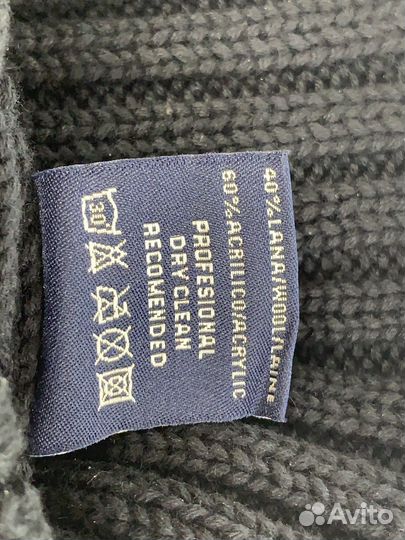 40% LANA/WOOL/LAINE
60% ACRILICO/ACRYLIC
PROFESIONAL
DRY CLEAN
RECOMENDED
30
Avito